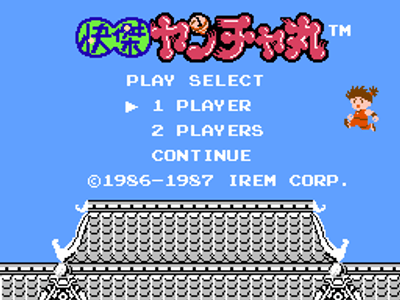 快傑ヤンチャ丸™
PLAY SELECT
▶ 1 PLAYER
2 PLAYERS
CONTINUE
©1986-1987 IREM CORP.